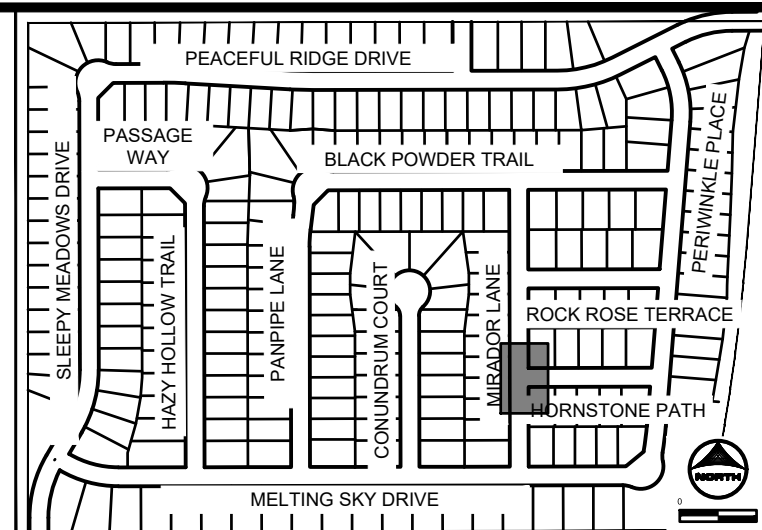 PEACEFUL RIDGE DRIVE
PASSAGE
WAY
BLACK POWDER TRAIL
SLEEPY MEADOWS DRIVE
HAZY HOLLOW TRAIL
PANPIPE LANE
CONUNDRUM COURT
MIRADOR LANE
PERIWINKLE PLACE
ROCK ROSE TERRACE
HORNSTONE PATH
MELTING SKY DRIVE
NORTH
0